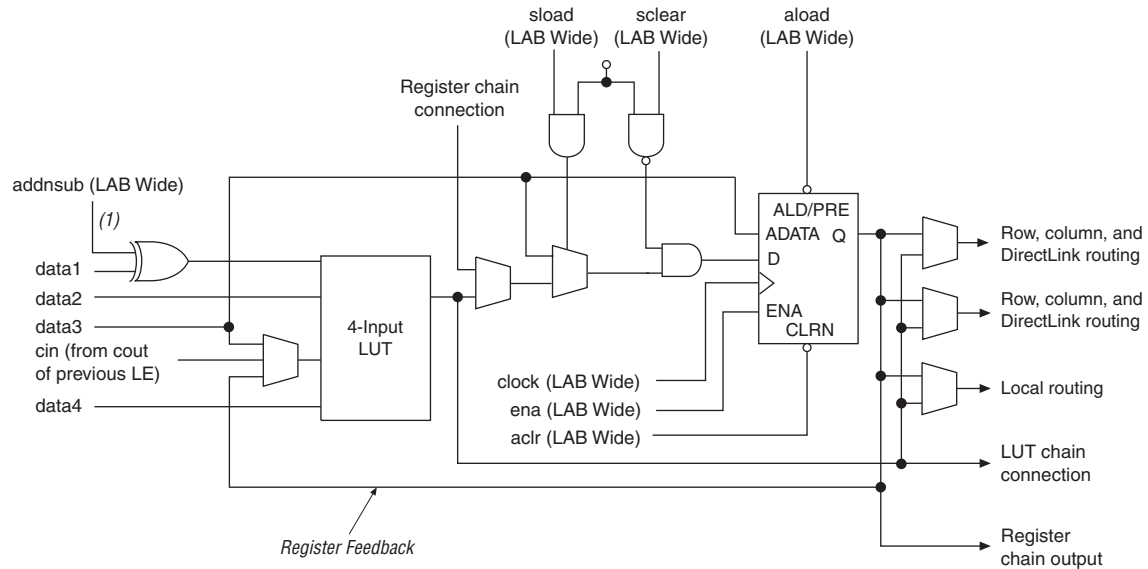 sload
(LAB Wide)
sclear
(LAB Wide)
aload
(LAB Wide)
Register chain
connection
addnsub (LAB Wide)
(1)
data1
data2
data3
cin (from cout
of previous LE)
data4
4-Input
LUT
ALD/PRE
ADATA Q
D
ENA
CLRN
clock (LAB Wide)
ena (LAB Wide)
aclr (LAB Wide)
Row, column, and
DirectLink routing
Row, column, and
DirectLink routing
Local routing
LUT chain
connection
Register
chain output
Register Feedback